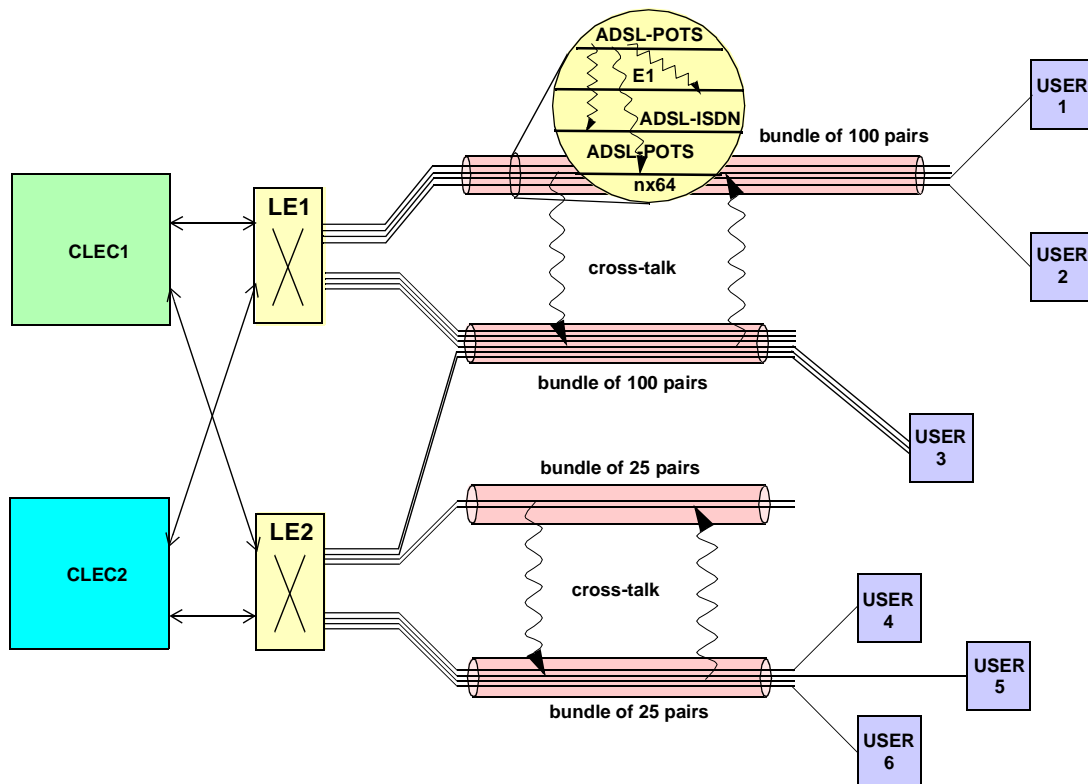 ADSL-POTS
E1
ADSL-ISDN
ADSL-POTS
nx64
bundle of 100 pairs
USER
1
LE1
CLEC1
cross-talk
USER
2
bundle of 100 pairs
USER
3
bundle of 25 pairs
LE2
CLEC2
cross-talk
USER
4
USER
5
bundle of 25 pairs
USER
6